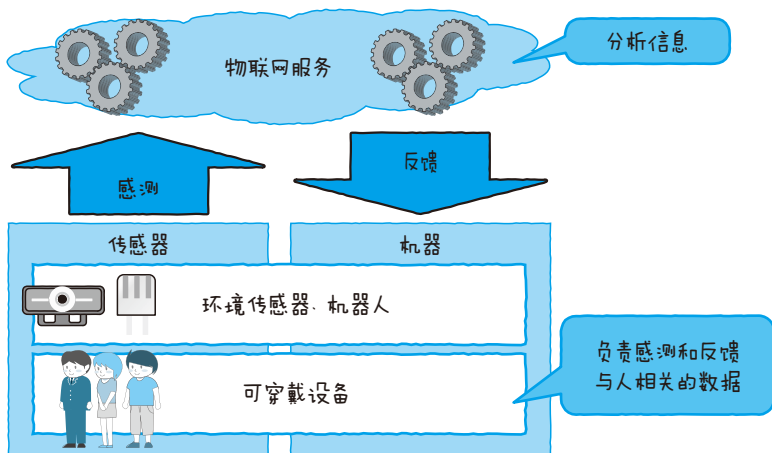 物联网服务
分析信息
感测
反馈
传感器
机器
环境传感器、机器人
可穿戴设备
负责感测和反馈
与人相关的数据